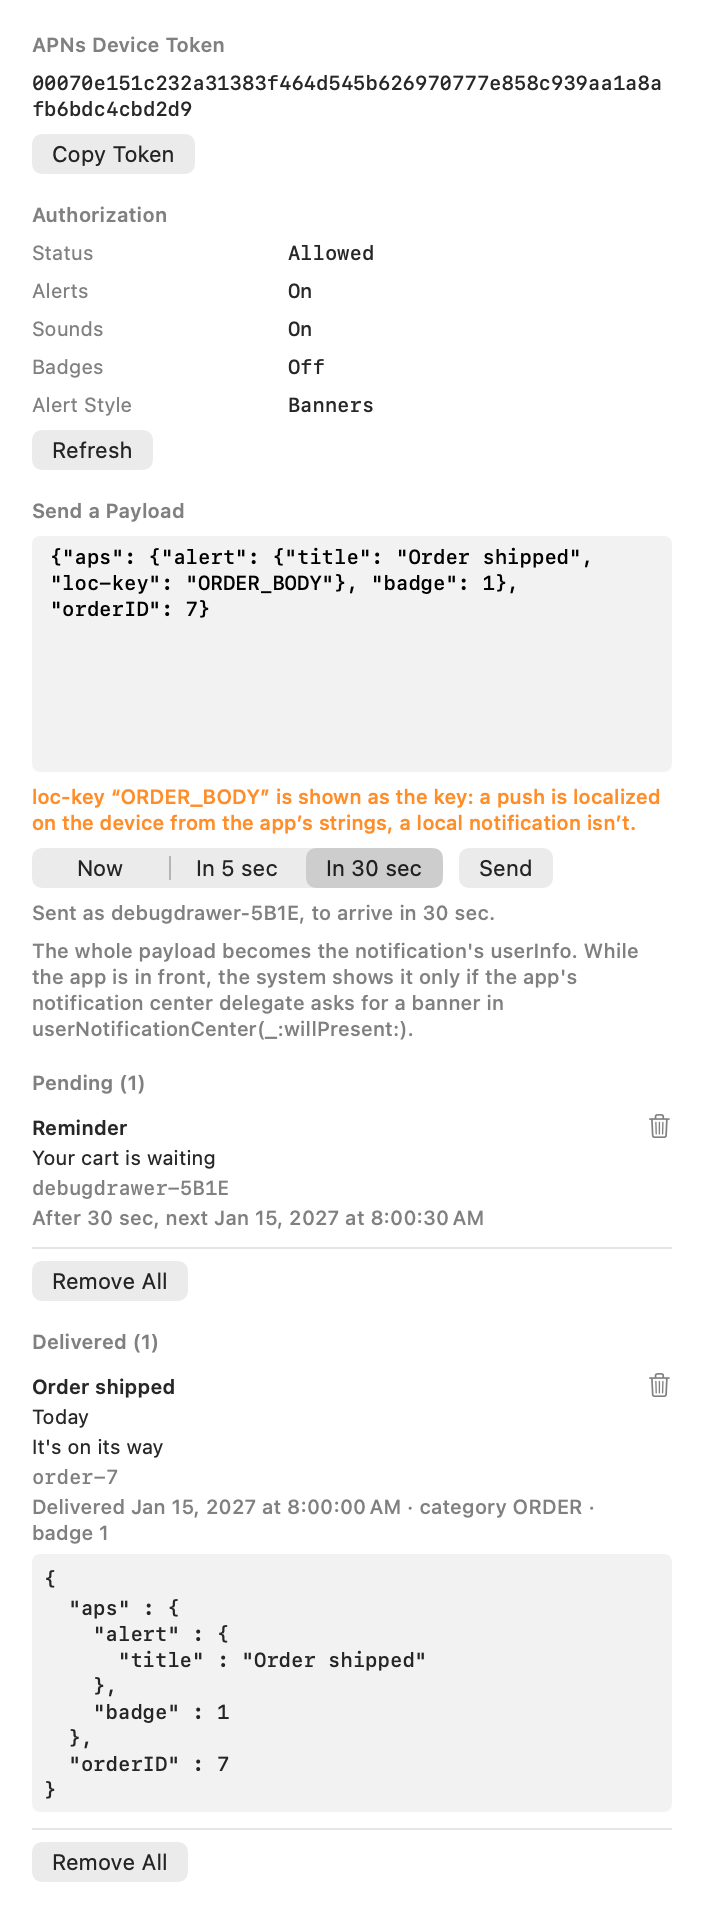 APNs Device Token
00070e151c232a31383f464d545b626970777e858c939aa1a8a
fb6bdc4cbd2d9
Copy Token
Authorization
Status Allowed
Alerts On
Sounds On
Badges Off
Alert Style Banners
Refresh
Send a Payload
{"aps": {"alert": {"title": "Order shipped",
"loc-key": "ORDER_BODY"}, "badge": 1},
"orderID": 7}
loc-key “ORDER_BODY” is shown as the key: a push is localized
on the device from the app’s strings, a local notification isn’t.
Now In 5 sec In 30 sec Send
Sent as debugdrawer-5B1E, to arrive in 30 sec.
The whole payload becomes the notification's userInfo. While
the app is in front, the system shows it only if the app's
notification center delegate asks for a banner in
userNotificationCenter(_:willPresent:).
Pending (1)
Reminder
Your cart is waiting
debugdrawer-5B1E
After 30 sec, next Jan 15, 2027 at 8:00:30 AM
Remove All
Delivered (1)
Order shipped
Today
It's on its way
order-7
Delivered Jan 15, 2027 at 8:00:00 AM · category ORDER ·
badge 1
{
"aps" : {
"alert" : {
"title" : "Order shipped"
},
"badge" : 1
},
"orderID" : 7
}
Remove All